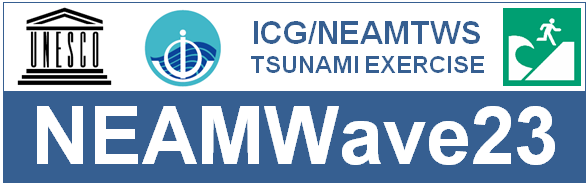 UNESCO
ICG/NEAMTWS
TSUNAMI EXERCISE
NEAMWave23